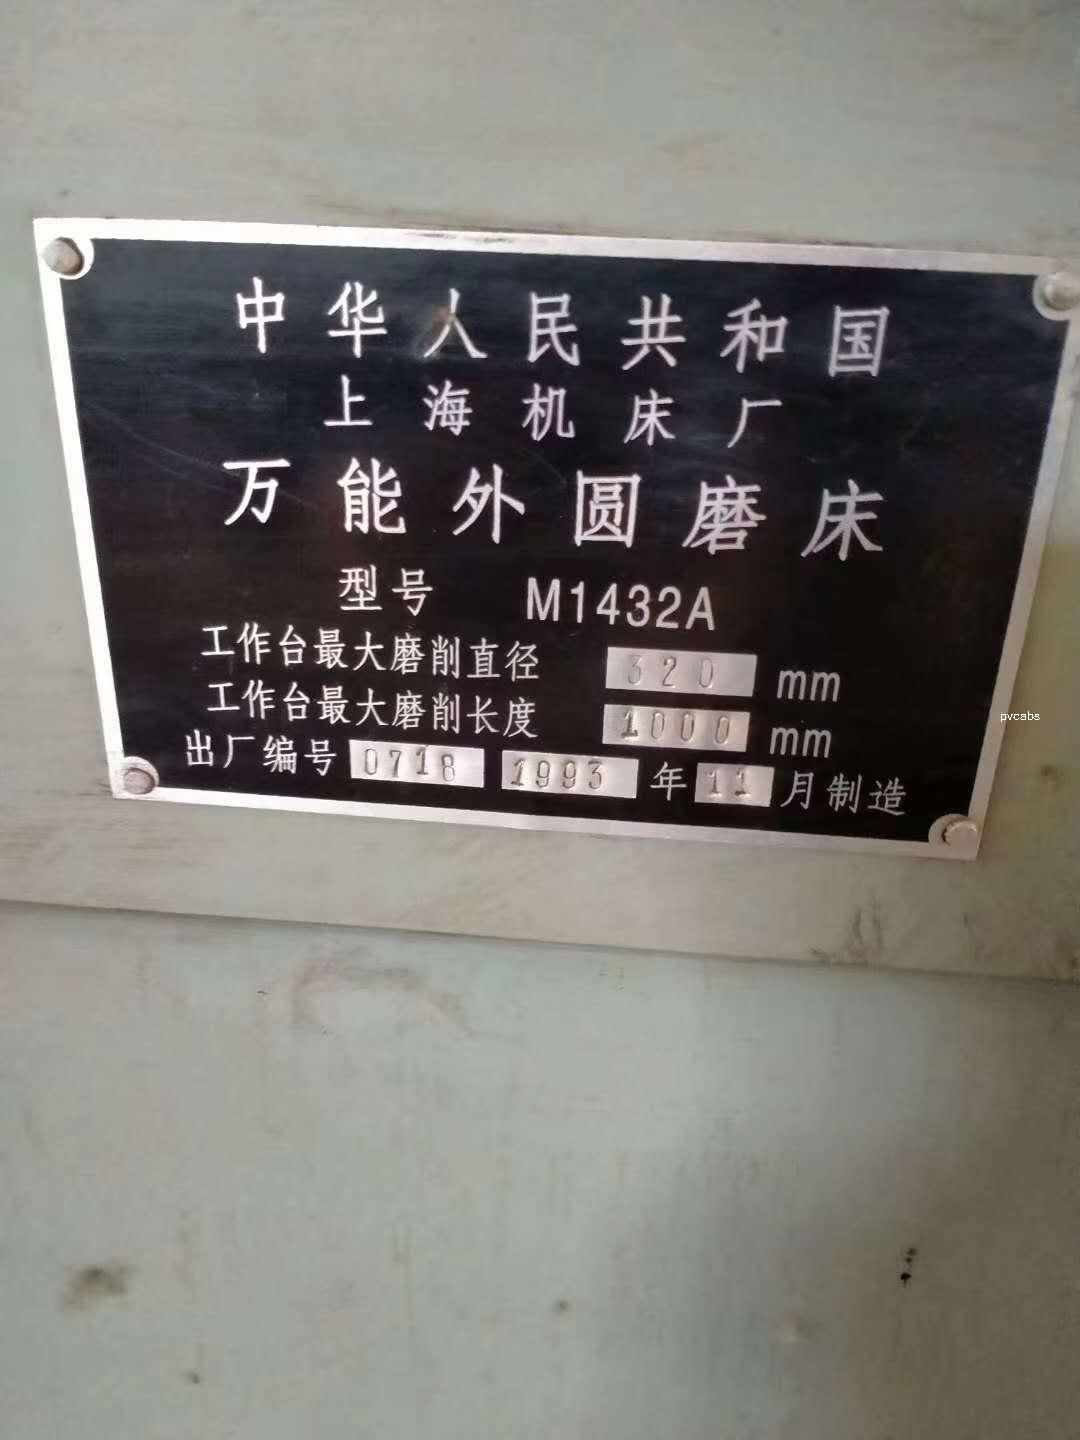 中华人民共和国
上海机床厂
万能外圆磨床
型号 M1432A
工作台最大磨削直径 320 mm
工作台最大磨削长度 1000 mm
出厂编号 0718 1993 年 11 月制造
pvcabs